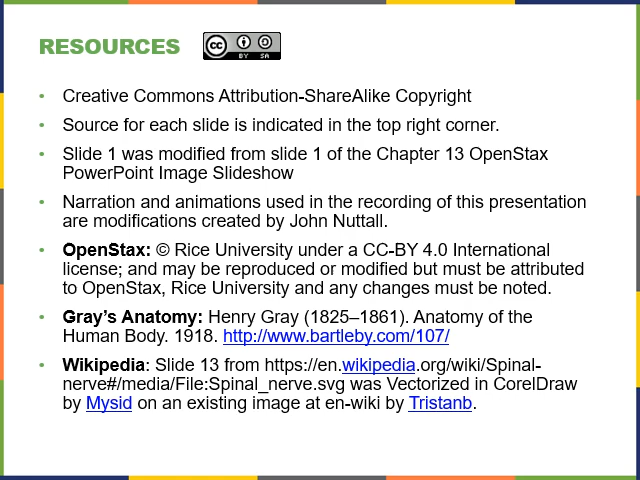 RESOURCES
cc BY SA
• Creative Commons Attribution-ShareAlike Copyright
• Source for each slide is indicated in the top right corner.
• Slide 1 was modified from slide 1 of the Chapter 13 OpenStax
PowerPoint Image Slideshow
• Narration and animations used in the recording of this presentation
are modifications created by John Nuttall.
• OpenStax: © Rice University under a CC-BY 4.0 International
license; and may be reproduced or modified but must be attributed
to OpenStax, Rice University and any changes must be noted.
• Gray’s Anatomy: Henry Gray (1825–1861). Anatomy of the
Human Body. 1918. http://www.bartleby.com/107/
• Wikipedia: Slide 13 from https://en.wikipedia.org/wiki/Spinal-
nerve#/media/File:Spinal_nerve.svg was Vectorized in CorelDraw
by Mysid on an existing image at en-wiki by Tristanb.